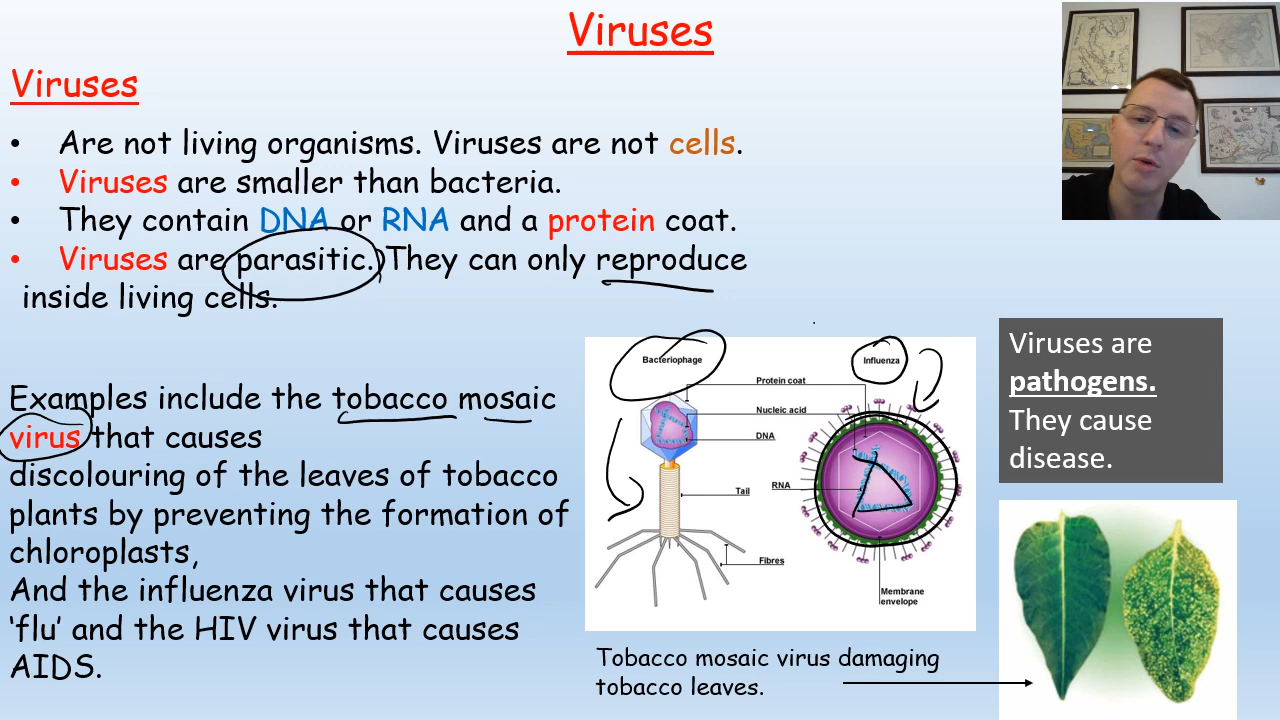 Viruses
Viruses
• Are not living organisms. Viruses are not cells.
• Viruses are smaller than bacteria.
• They contain DNA or RNA and a protein coat.
• Viruses are parasitic. They can only reproduce
inside living cells.
Examples include the tobacco mosaic
virus that causes
discolouring of the leaves of tobacco
plants by preventing the formation of
chloroplasts,
And the influenza virus that causes
‘flu’ and the HIV virus that causes
AIDS.
Bacteriophage
Influenza
Protein coat
Nucleic acid
DNA
RNA
Tail
Fibres
Membrane
envelope
Viruses are
pathogens.
They cause
disease.
Tobacco mosaic virus damaging
tobacco leaves.